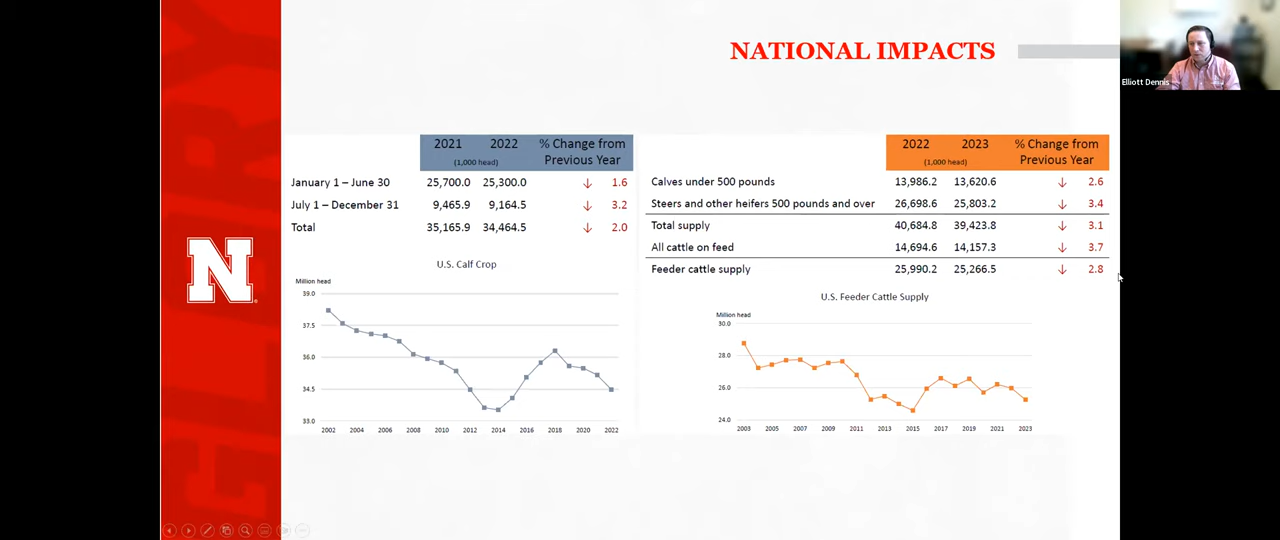 NATIONAL IMPACTS
Elliott Dennis
GLORY
N
2021 2022 % Change from
(1,000 head) Previous Year
January 1 – June 30 25,700.0 25,300.0 ↓ 1.6
July 1 – December 31 9,465.9 9,164.5 ↓ 3.2
Total 35,165.9 34,464.5 ↓ 2.0
U.S. Calf Crop
Million head
39.0
37.5
36.0
34.5
33.0
2002 2004 2006 2008 2010 2012 2014 2016 2018 2020 2022
2022 2023 % Change from
(1,000 head) Previous Year
Calves under 500 pounds 13,986.2 13,620.6 ↓ 2.6
Steers and other heifers 500 pounds and over 26,698.6 25,803.2 ↓ 3.4
Total supply 40,684.8 39,423.8 ↓ 3.1
All cattle on feed 14,694.6 14,157.3 ↓ 3.7
Feeder cattle supply 25,990.2 25,266.5 ↓ 2.8
U.S. Feeder Cattle Supply
Million head
30.0
28.0
26.0
24.0
2003 2005 2007 2009 2011 2013 2015 2017 2019 2021 2023